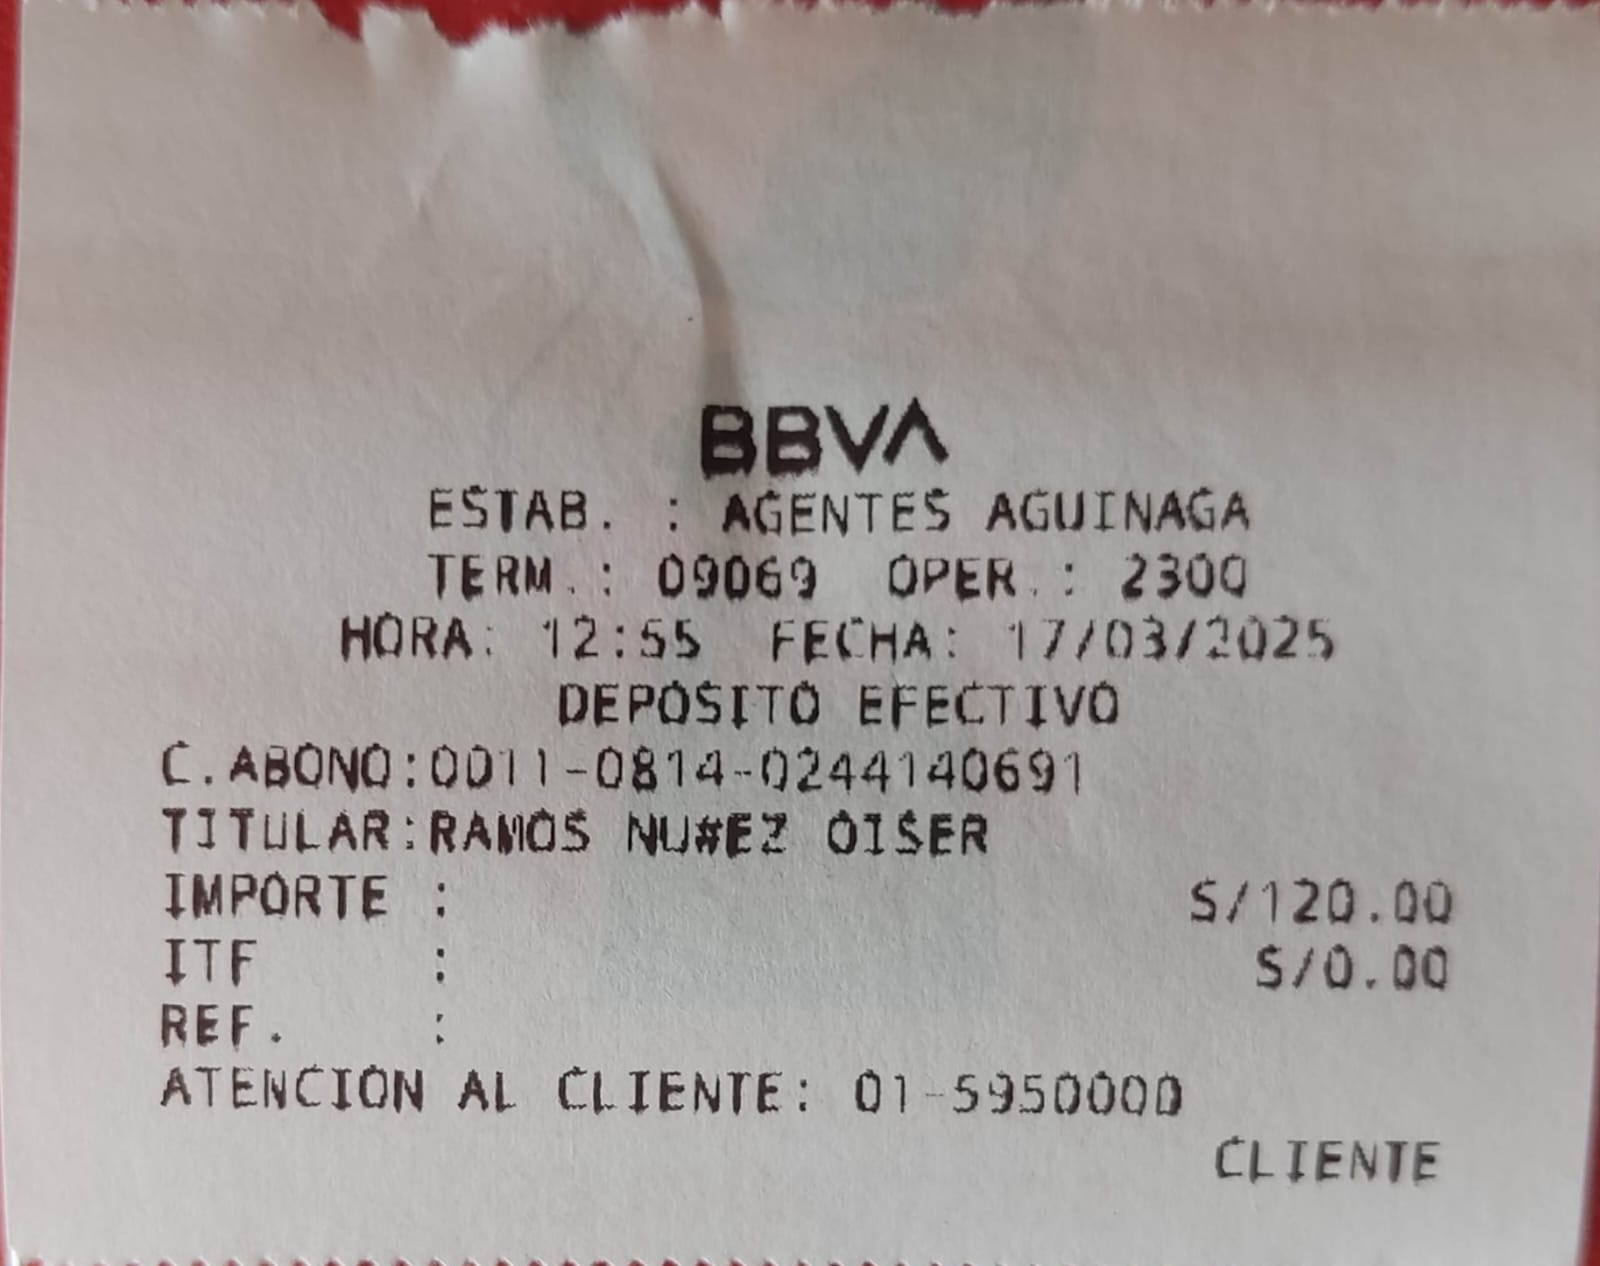 BBVA
ESTAB. : AGENTES AGUINAGA
TERM.: 09069 OPER.: 2300
HORA: 12:55 FECHA: 17/03/2025
DEPOSITO EFECTIVO
C.ABONO:0011-0814-0244140691
TITULAR:RAMOS NU#EZ OISER
IMPORTE : S/120.00
ITF : S/0.00
REF. :
ATENCION AL CLIENTE: 01-5950000
CLIENTE